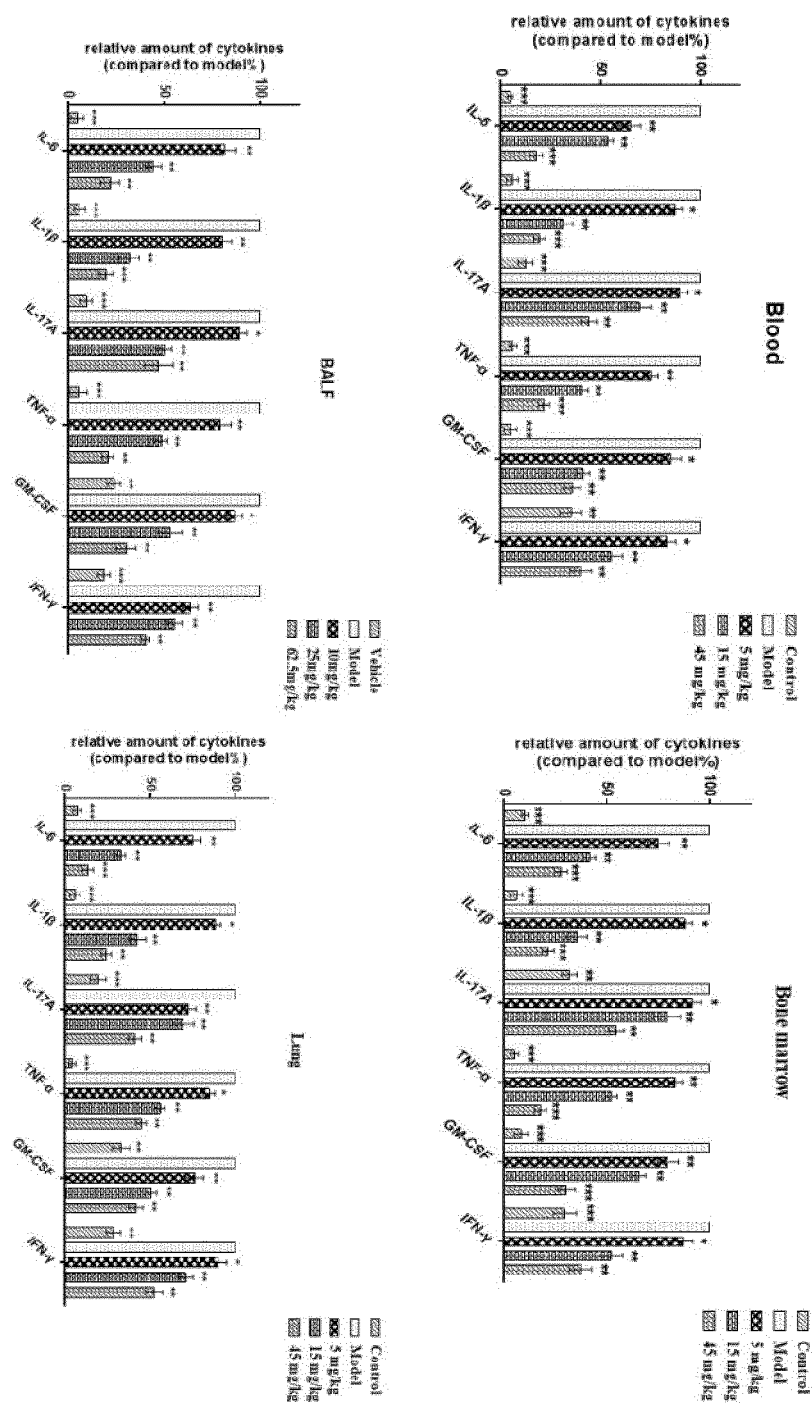 Blood
relative amount of cytokines
(compared to model%)
100
50
0
IL-6
IL-1β
IL-17A
TNF-α
GM-CSF
IFN-γ
Control
Model
5 mg/kg
15 mg/kg
45 mg/kg
Bone marrow
relative amount of cytokines
(compared to model%)
100
50
0
IL-6
IL-1β
IL-17A
TNF-α
GM-CSF
IFN-γ
Control
Model
5 mg/kg
15 mg/kg
45 mg/kg
BALF
relative amount of cytokines
(compared to model%)
100
50
0
IL-6
IL-1β
IL-17A
TNF-α
GM-CSF
IFN-γ
Vehicle
Model
10mg/kg
25mg/kg
62.5mg/kg
Lung
relative amount of cytokines
(compared to model%)
100
50
0
IL-6
IL-1β
IL-17A
TNF-α
GM-CSF
IFN-γ
Control
Model
5 mg/kg
15 mg/kg
45 mg/kg